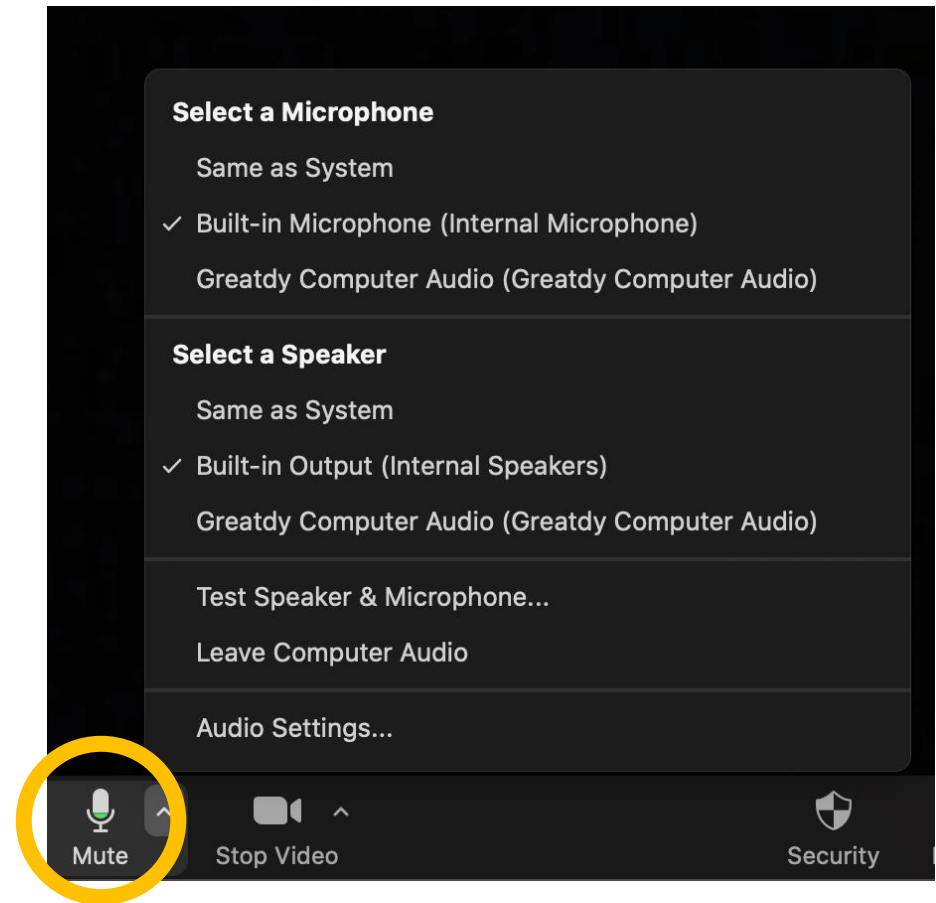 Select a Microphone
Same as System
✓ Built-in Microphone (Internal Microphone)
Greatdy Computer Audio (Greatdy Computer Audio)
Select a Speaker
Same as System
✓ Built-in Output (Internal Speakers)
Greatdy Computer Audio (Greatdy Computer Audio)
Test Speaker & Microphone...
Leave Computer Audio
Audio Settings...
Mute Stop Video Security